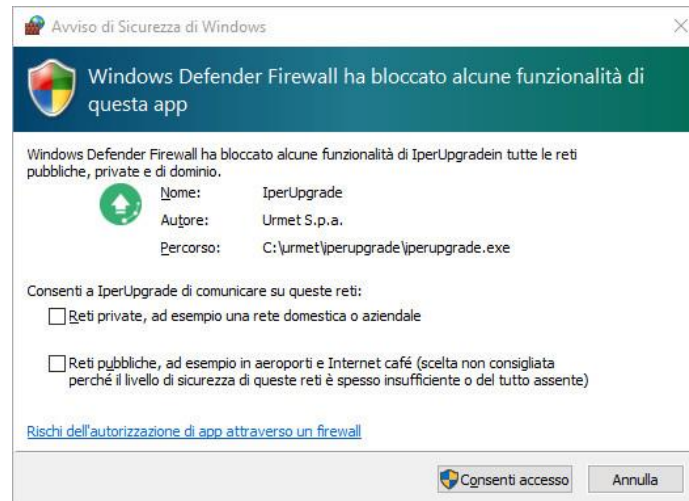 Avviso di Sicurezza di Windows
Windows Defender Firewall ha bloccato alcune funzionalità di
questa app
Windows Defender Firewall ha bloccato alcune funzionalità di IperUpgradein tutte le reti
pubbliche, private e di dominio.
Nome: IperUpgrade
Autore: Urmet S.p.a.
Percorso: C:\urmet\iperupgrade\iperupgrade.exe
Consenti a IperUpgrade di comunicare su queste reti:
Reti private, ad esempio una rete domestica o aziendale
Reti pubbliche, ad esempio in aeroporti e Internet café (scelta non consigliata
perché il livello di sicurezza di queste reti è spesso insufficiente o del tutto assente)
Rischi dell'autorizzazione di app attraverso un firewall
Consenti accesso Annulla